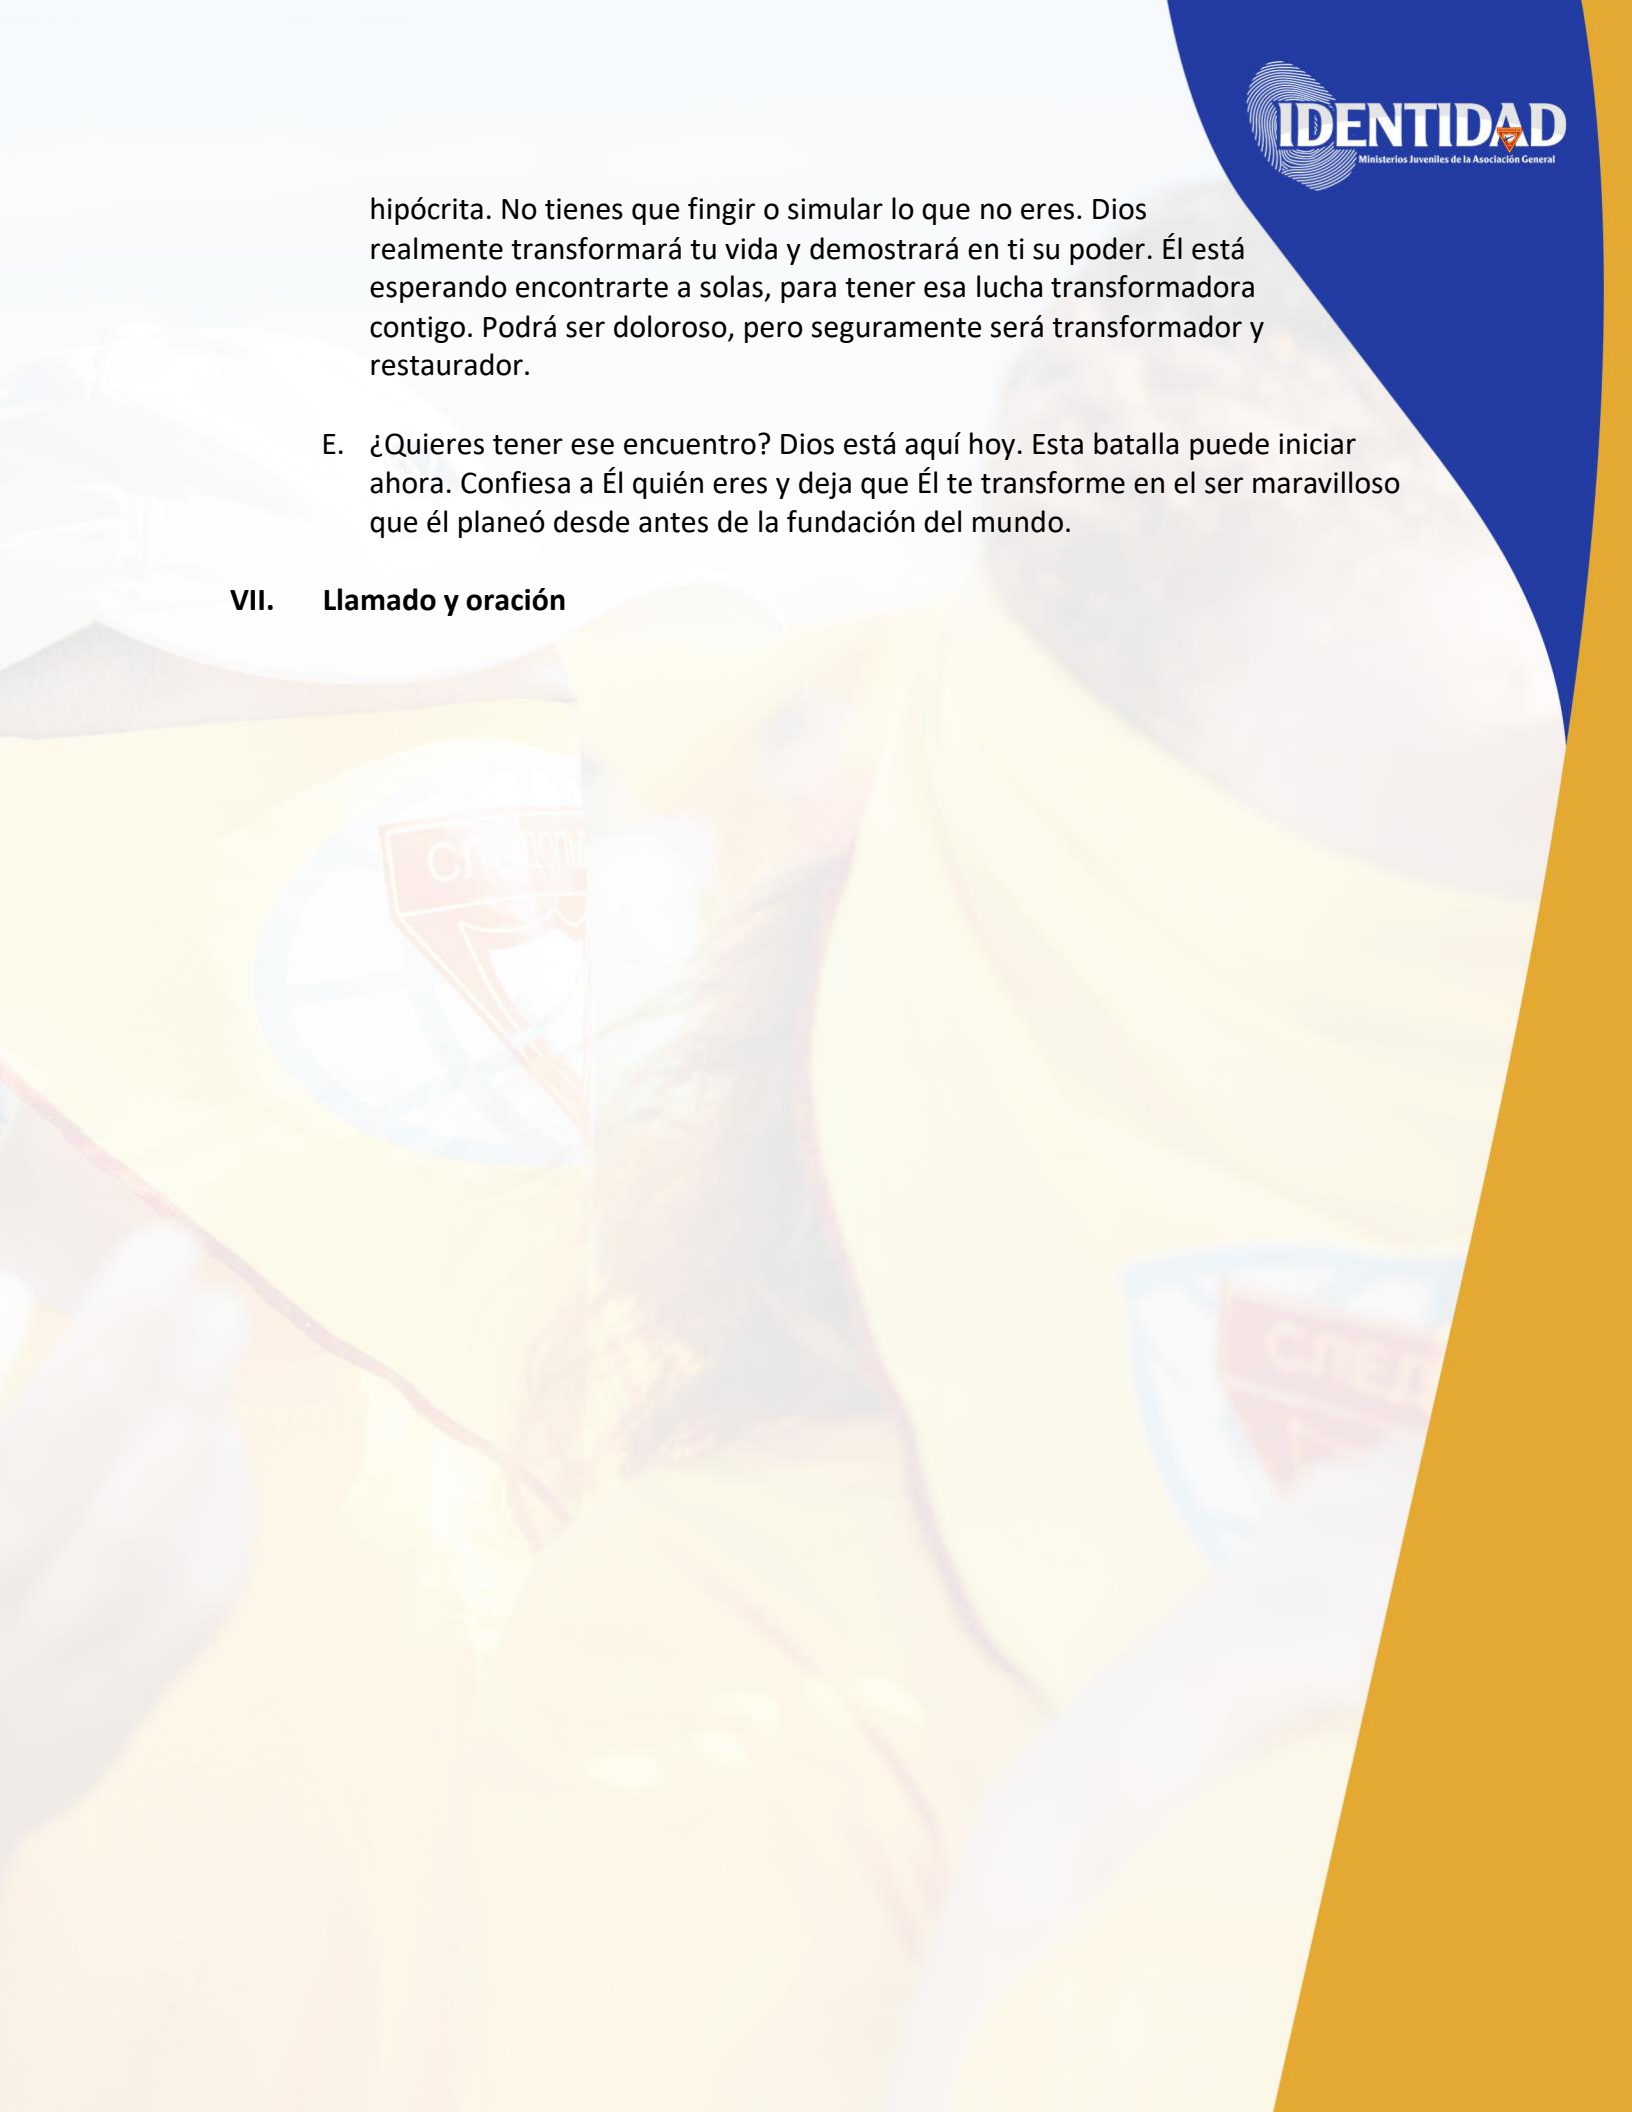 IDENTIDAD
Ministerios Juveniles de la Asociación General
hipócrita. No tienes que fingir o simular lo que no eres. Dios
realmente transformará tu vida y demostrará en ti su poder. Él está
esperando encontrarte a solas, para tener esa lucha transformadora
contigo. Podrá ser doloroso, pero seguramente será transformador y
restaurador.
E. ¿Quieres tener ese encuentro? Dios está aquí hoy. Esta batalla puede iniciar
ahora. Confiesa a Él quién eres y deja que Él te transforme en el ser maravilloso
que él planeó desde antes de la fundación del mundo.
VII. Llamado y oración
СЛЕД